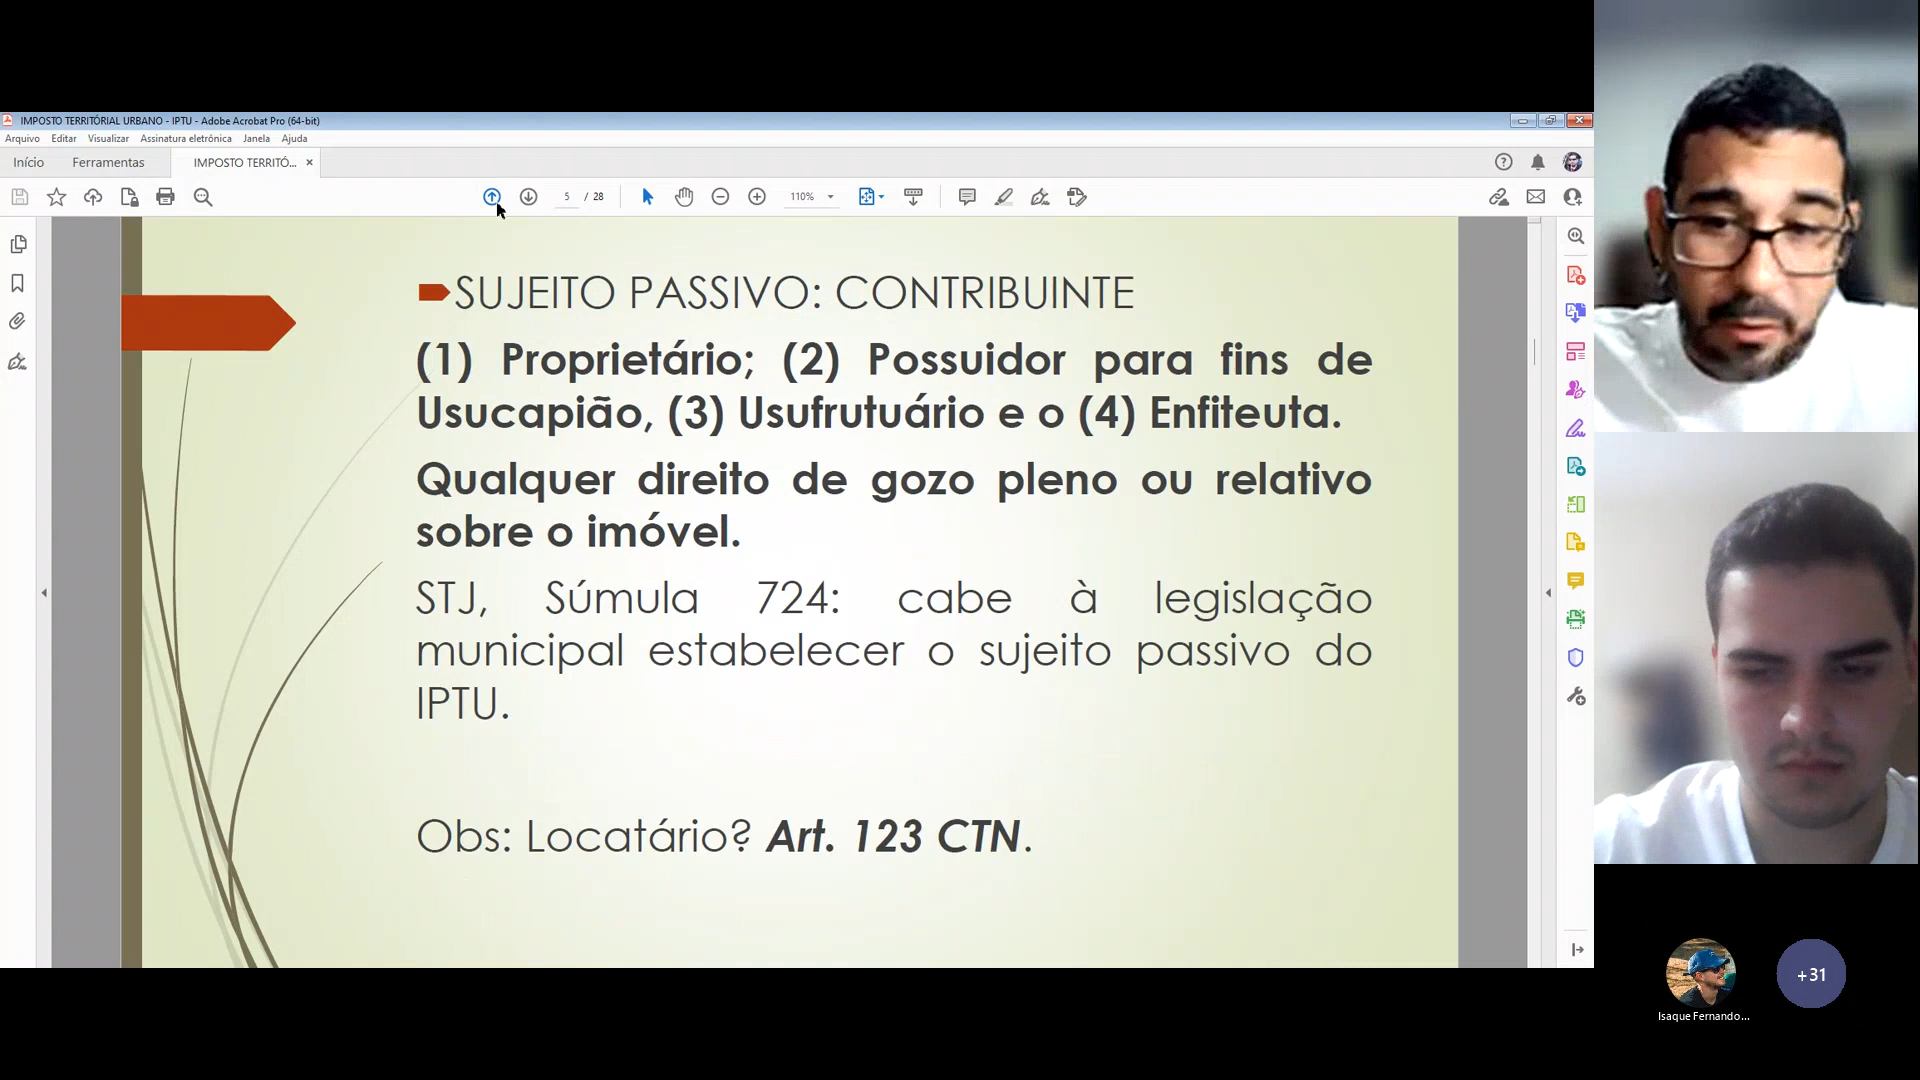 IMPOSTO TERRITÓRIAL URBANO - IPTU - Adobe Acrobat Pro (64-bit)
Arquivo Editar Visualizar Assinatura eletrônica Janela Ajuda
Início Ferramentas IMPOSTO TERRITÓ... ×
5 / 28 110%
SUJEITO PASSIVO: CONTRIBUINTE
(1) Proprietário; (2) Possuidor para fins de
Usucapião, (3) Usufrutuário e o (4) Enfiteuta.
Qualquer direito de gozo pleno ou relativo
sobre o imóvel.
STJ, Súmula 724: cabe à legislação
municipal estabelecer o sujeito passivo do
IPTU.
Obs: Locatário? Art. 123 CTN.
+31
Isaque Fernando...